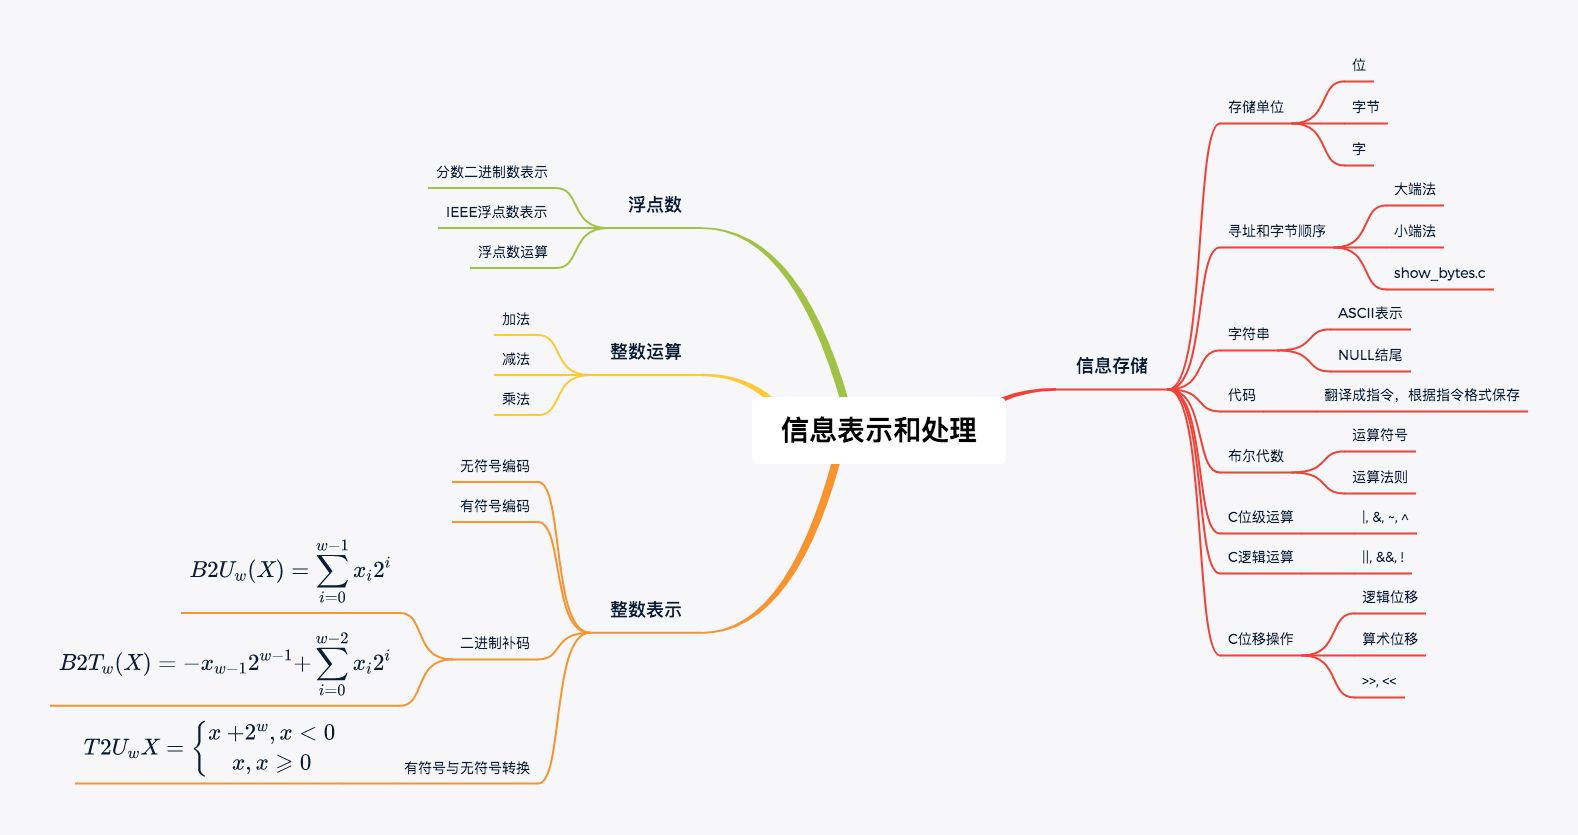 信息表示和处理
信息存储
存储单位
位
字节
字
寻址和字节顺序
大端法
小端法
show_bytes.c
字符串
ASCII表示
NULL结尾
代码
翻译成指令，根据指令格式保存
布尔代数
运算符号
运算法则
C位级运算
|, &, ~, ^
C逻辑运算
||, &&, !
C位移操作
逻辑位移
算术位移
>>, <<
浮点数
分数二进制数表示
IEEE浮点数表示
浮点数运算
整数运算
加法
减法
乘法
整数表示
无符号编码
有符号编码
二进制补码
$B2U_w(X) = \sum_{i=0}^{w-1} x_i 2^i$
$B2T_w(X) = -x_{w-1}2^{w-1} + \sum_{i=0}^{w-2} x_i 2^i$
有符号与无符号转换
$T2U_w X = \begin{cases} x + 2^w, x < 0 \\ x, x \geqslant 0 \end{cases}$